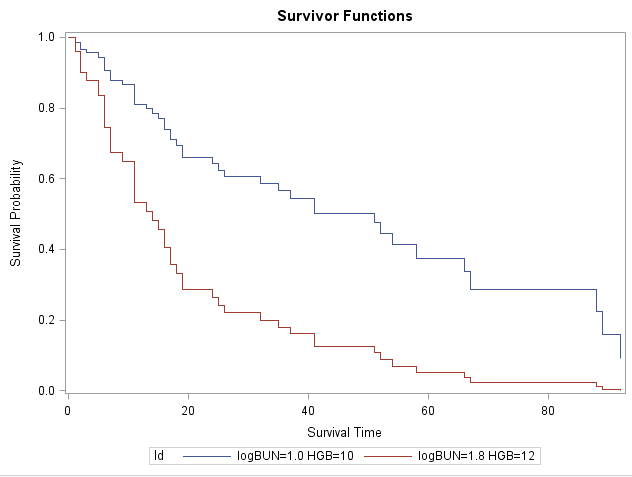 Survivor Functions
1.0
0.8
0.6
0.4
0.2
0.0
Survival Probability
0 20 40 60 80
Survival Time
Id logBUN=1.0 HGB=10 logBUN=1.8 HGB=12